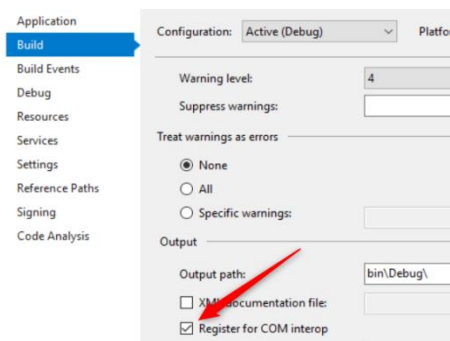 Application
Build
Build Events
Debug
Resources
Services
Settings
Reference Paths
Signing
Code Analysis
Configuration: Active (Debug) Platfo
Warning level: 4
Suppress warnings:
Treat warnings as errors
None
All
Specific warnings:
Output
Output path: bin\Debug\
XML documentation file:
Register for COM interop